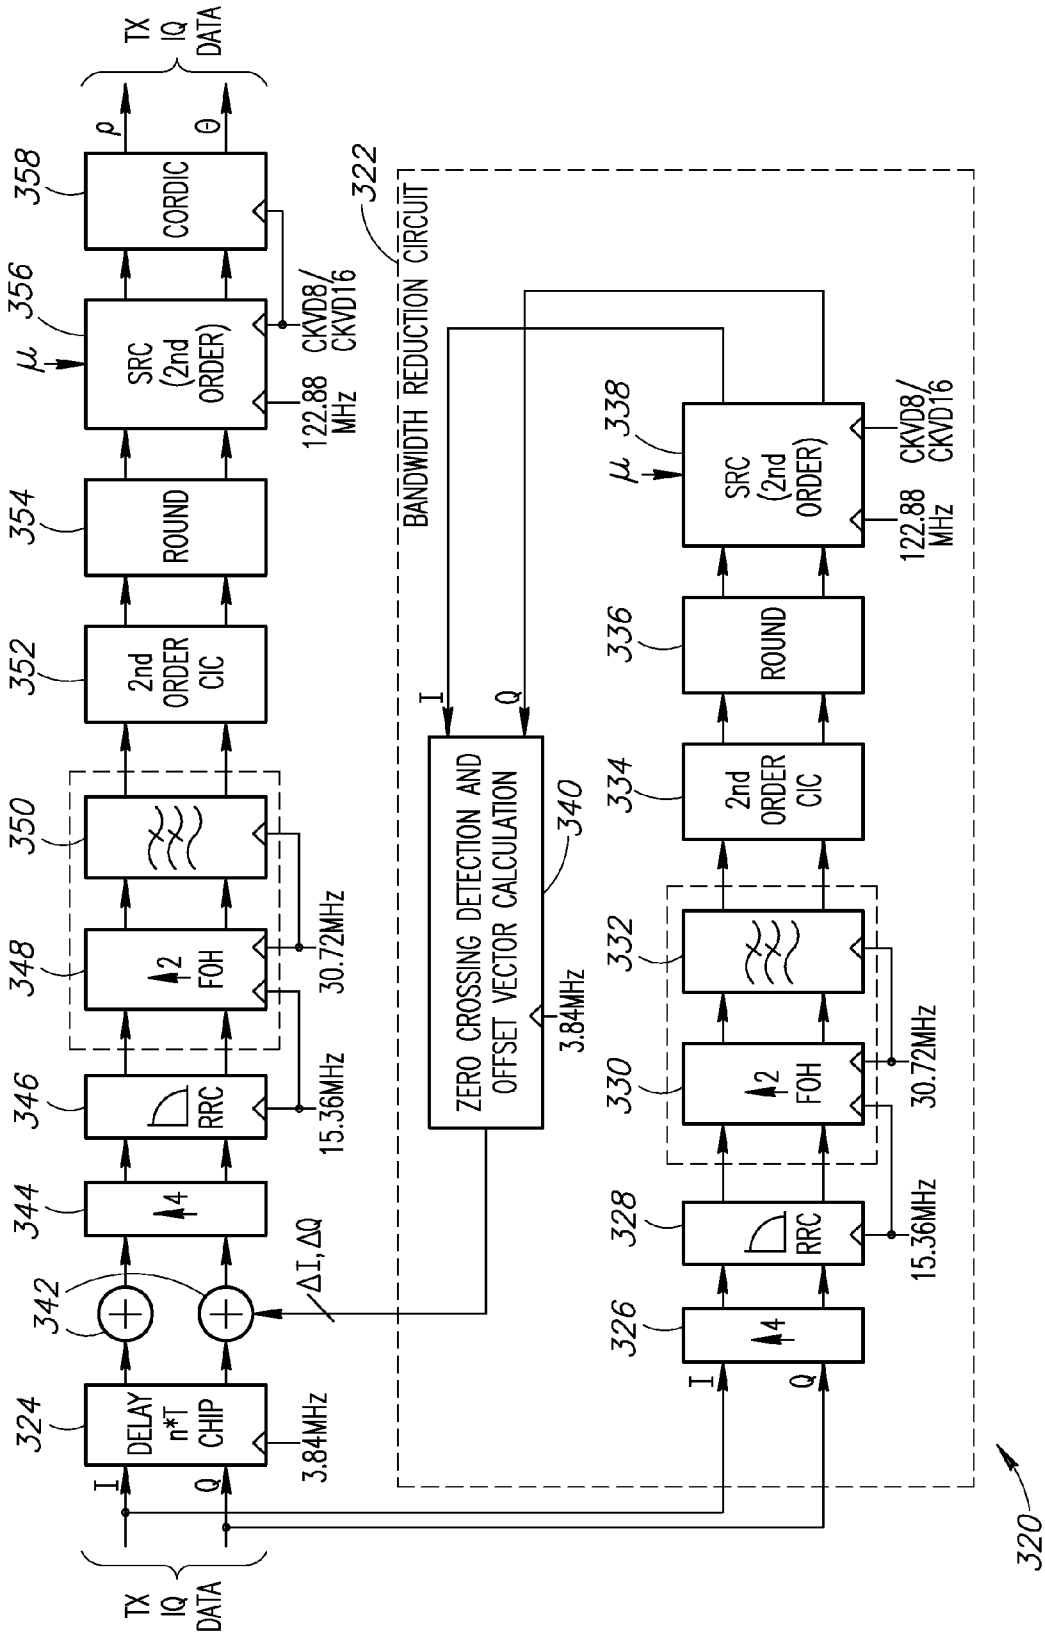 TX
IQ
DATA
I
Q
324
DELAY
n*T
CHIP
3.84MHz
342
ΔI, ΔQ
344
4
346
RRC
15.36MHz
348
2
FOH
30.72MHz
350
352
2nd
ORDER
CIC
354
ROUND
356
μ
SRC
(2nd
ORDER)
122.88
MHz
CKVD8/
CKVD16
358
CORDIC
ρ
Θ
TX
IQ
DATA
322
BANDWIDTH REDUCTION CIRCUIT
340
ZERO CROSSING DETECTION AND
OFFSET VECTOR CALCULATION
3.84MHz
I
Q
I
Q
326
4
328
RRC
15.36MHz
330
2
FOH
30.72MHz
332
334
2nd
ORDER
CIC
336
ROUND
338
μ
SRC
(2nd
ORDER)
122.88
MHz
CKVD8/
CKVD16
320